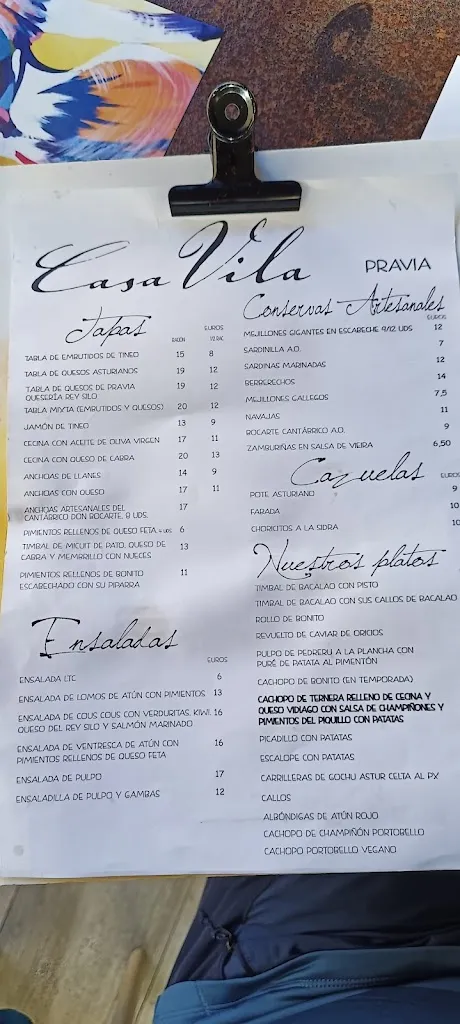 Casa Vila
PRAVIA
Tapas
EUROS
RACIÓN 1/2 RAC.
TABLA DE EMBUTIDOS DE TINEO 15 8
TABLA DE QUESOS ASTURIANOS 19 12
TABLA DE QUESOS DE PRAVIA 19 12
QUESERÍA REY SILO
TABLA MIXTA (EMBUTIDOS Y QUESOS) 20 12
JAMÓN DE TINEO 13 9
CECINA CON ACEITE DE OLIVA VIRGEN 17 11
CECINA CON QUESO DE CABRA 20 13
ANCHOAS DE LLANES 14 9
ANCHOAS CON QUESO 17 11
ANCHOAS ARTESANALES DEL 17
CANTÁBRICO DON BOCARTE, 8 UDS.
PIMIENTOS RELLENOS DE QUESO FETA, 4 UDS 6
TIMBAL DE MICUIT DE PATO, QUESO DE 13
CABRA Y MEMBRILLO CON NUECES
PIMIENTOS RELLENOS DE BONITO 11
ESCABECHADO CON SU PIPARRA
Ensaladas
EUROS
ENSALADA LTC 6
ENSALADA DE LOMOS DE ATÚN CON PIMIENTOS 13
ENSALADA DE COUS COUS CON VERDURITAS, KIWI, 16
QUESO DEL REY SILO Y SALMÓN MARINADO
ENSALADA DE VENTRESCA DE ATÚN CON 16
PIMIENTOS RELLENOS DE QUESO FETA
ENSALADA DE PULPO 17
ENSALADILLA DE PULPO Y GAMBAS 12
Conservas Artesanales
EUROS
MEJILLONES GIGANTES EN ESCABECHE 4/12 UDS 12
SARDINILLA A.O. 7
SARDINAS MARINADAS 12
BERBERECHOS 14
MEJILLONES GALLEGOS 7,5
NAVAJAS 11
BOCARTE CANTÁBRICO A.O. 9
ZAMBURIÑAS EN SALSA DE VIEIRA 6,50
Cazuelas
EUROS
POTE ASTURIANO 9
FABADA 10
CHORICITOS A LA SIDRA 10
Nuestros platos
TIMBAL DE BACALAO CON PISTO
TIMBAL DE BACALAO CON SUS CALLOS DE BACALAO
ROLLO DE BONITO
REVUELTO DE CAVIAR DE ORICIOS
PULPO DE PEDRERU A LA PLANCHA CON
PURÉ DE PATATA AL PIMENTÓN
CACHOPO DE BONITO (EN TEMPORADA)
CACHOPO DE TERNERA RELLENO DE CECINA Y
QUESO VIDIAGO CON SALSA DE CHAMPIÑONES Y
PIMIENTOS DEL PIQUILLO CON PATATAS
PICADILLO CON PATATAS
ESCALOPE CON PATATAS
CARRILLERAS DE GOCHU ASTUR CELTA AL PX
CALLOS
ALBÓNDIGAS DE ATÚN ROJO
CACHOPO DE CHAMPIÑÓN PORTOBELLO
CACHOPO PORTOBELLO VEGANO